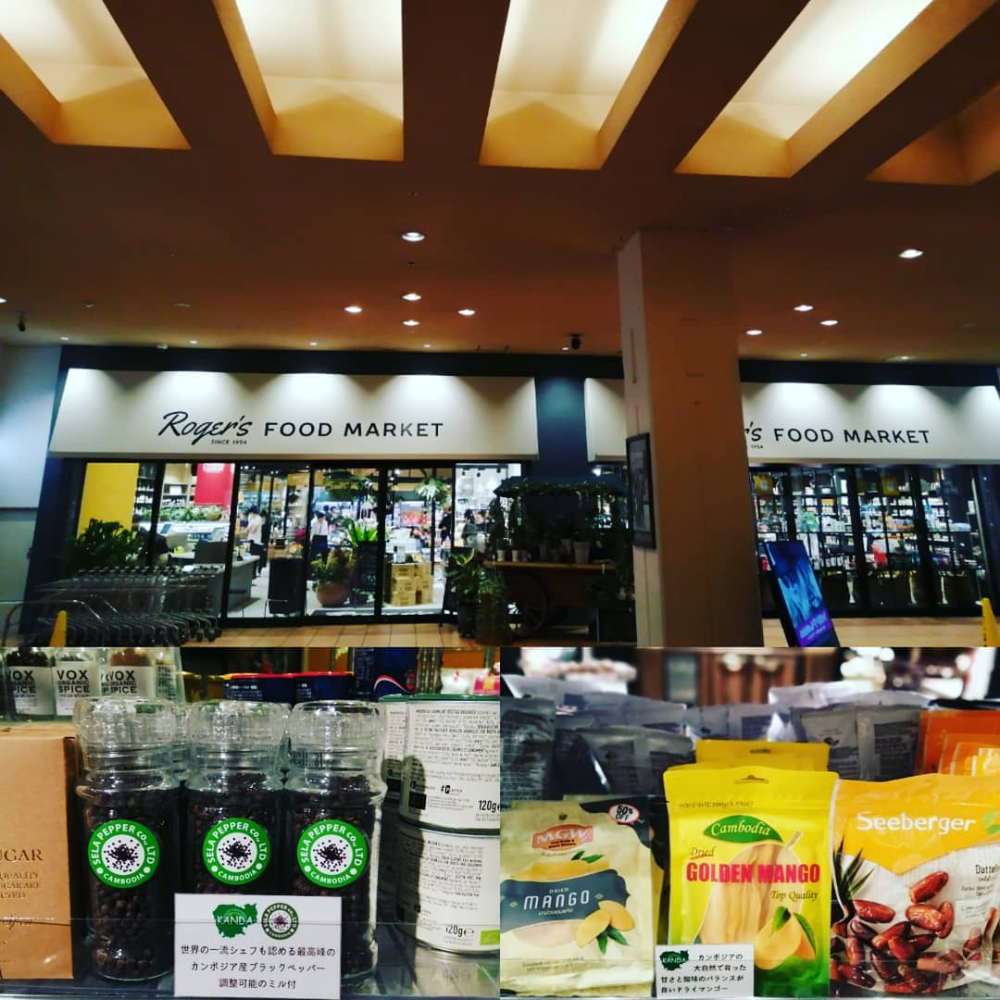 Roger's FOOD MARKET
SINCE 1954
r's FOOD MARKET
1954
VOX
ORGANIC
SPICE
VOX
ORGANIC
SPICE
VOX
ORGANIC
SPICE
SUGAR
QUALITY
SELA PEPPER CO., LTD
CAMBODIA
SELA PEPPER CO., LTD
CAMBODIA
SELA PEPPER CO., LTD
CAMBODIA
120g
120g e
KANDA
世界の一流シェフも認める最高峰の
カンボジア産ブラックペッパー
調整可能のミル付
50%
OFF
MGW
DRIED
MANGO
Cambodia
Dried
GOLDEN MANGO
Top Quality
Seeberger
KANDA
カンボジアの
大自然で育った
甘さと酸味のバランスが
良いドライマンゴー